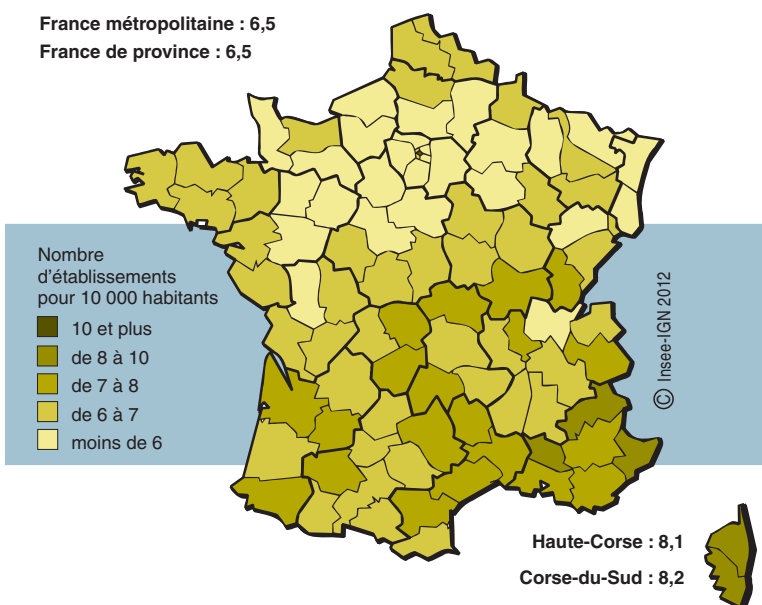 France métropolitaine : 6,5
France de province : 6,5
Nombre
d'établissements
pour 10 000 habitants
10 et plus
de 8 à 10
de 7 à 8
de 6 à 7
moins de 6
© Insee-IGN 2012
Haute-Corse : 8,1
Corse-du-Sud : 8,2